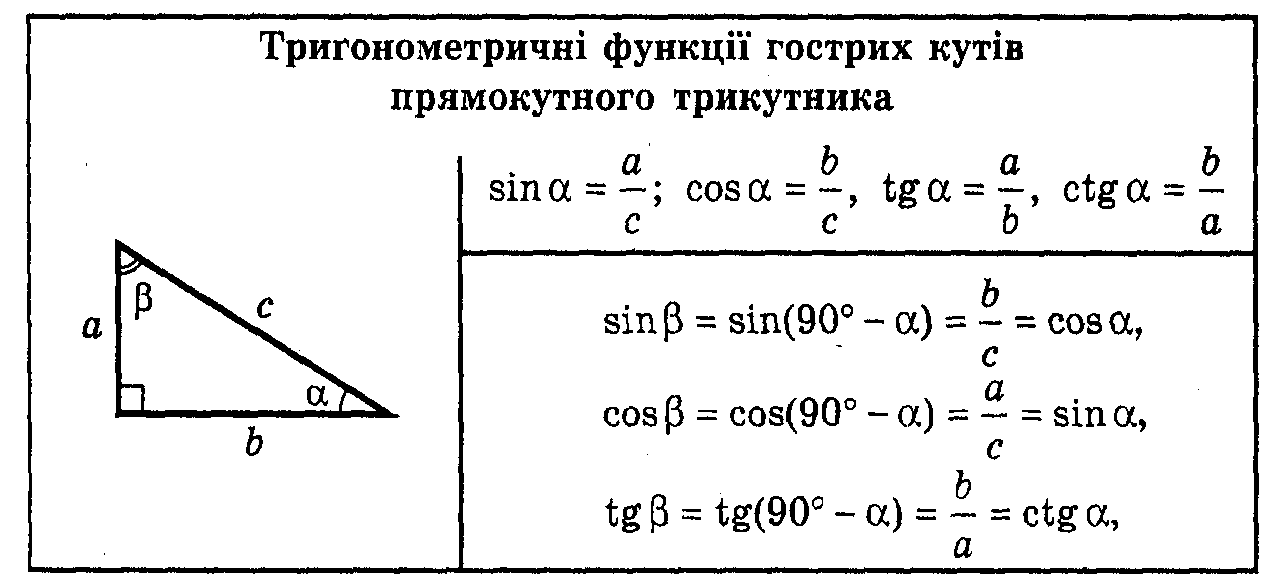 Тригонометричні функції гострих кутів
прямокутного трикутника
sin α = a/c; cos α = b/c, tg α = a/b, ctg α = b/a
β
c
a
α
b
sin β = sin(90° − α) = b/c = cos α,
cos β = cos(90° − α) = a/c = sin α,
tg β = tg(90° − α) = b/a = ctg α,